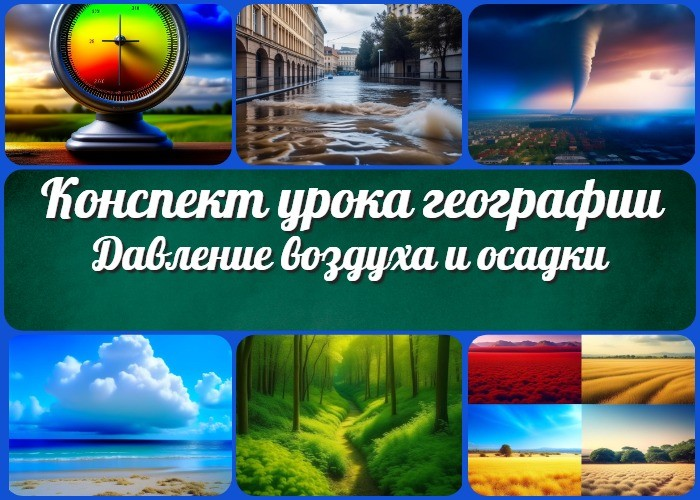 Конспект урока географии
Давление воздуха и осадки